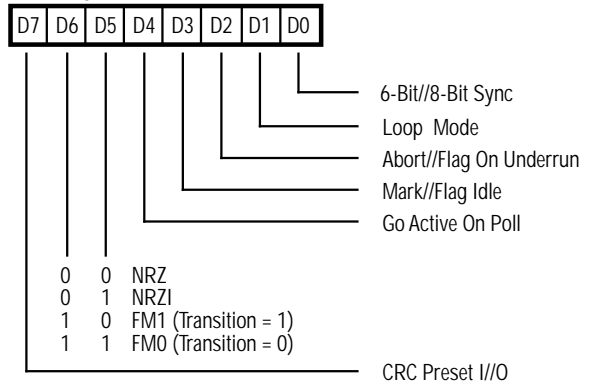 D7 D6 D5 D4 D3 D2 D1 D0
6-Bit//8-Bit Sync
Loop Mode
Abort//Flag On Underrun
Mark//Flag Idle
Go Active On Poll
0 0 NRZ
0 1 NRZI
1 0 FM1 (Transition = 1)
1 1 FM0 (Transition = 0)
CRC Preset I//O